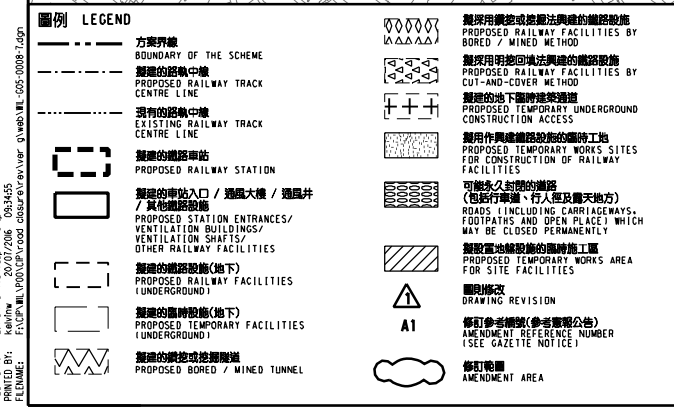 圖例 LEGEND
方案界線
BOUNDARY OF THE SCHEME
擬建的路軌中線
PROPOSED RAILWAY TRACK
CENTRE LINE
現有的路軌中線
EXISTING RAILWAY TRACK
CENTRE LINE
擬建的鐵路車站
PROPOSED RAILWAY STATION
擬建的車站入口 / 通風大樓 / 通風井
/ 其他鐵路設施
PROPOSED STATION ENTRANCES/
VENTILATION BUILDINGS/
VENTILATION SHAFTS/
OTHER RAILWAY FACILITIES
擬建的鐵路設施(地下)
PROPOSED RAILWAY FACILITIES
(UNDERGROUND)
擬建的臨時設施(地下)
PROPOSED TEMPORARY FACILITIES
(UNDERGROUND)
擬建的鑽挖或挖掘隧道
PROPOSED BORED / MINED TUNNEL
擬採用鑽挖或挖掘法興建的鐵路設施
PROPOSED RAILWAY FACILITIES BY
BORED / MINED METHOD
擬採用明挖回填法興建的鐵路設施
PROPOSED RAILWAY FACILITIES BY
CUT-AND-COVER METHOD
擬建的地下臨時建築通道
PROPOSED TEMPORARY UNDERGROUND
CONSTRUCTION ACCESS
擬用作興建鐵路設施的臨時工地
PROPOSED TEMPORARY WORKS SITES
FOR CONSTRUCTION OF RAILWAY
FACILITIES
可能永久封閉的道路
(包括行車道、行人徑及露天地方)
ROADS (INCLUDING CARRIAGEWAYS,
FOOTPATHS AND OPEN PLACE) WHICH
MAY BE CLOSED PERMANENTLY
擬設置地盤設施的臨時施工區
PROPOSED TEMPORARY WORKS AREA
FOR SITE FACILITIES
1
圖則修改
DRAWING REVISION
A1
修訂參考編號(參考憲報公告)
AMENDMENT REFERENCE NUMBER
(SEE GAZETTE NOTICE)
修訂範圍
AMENDMENT AREA
20/07/2016 09:34:55
PRINTED BY: kelvinw
FILENAME: